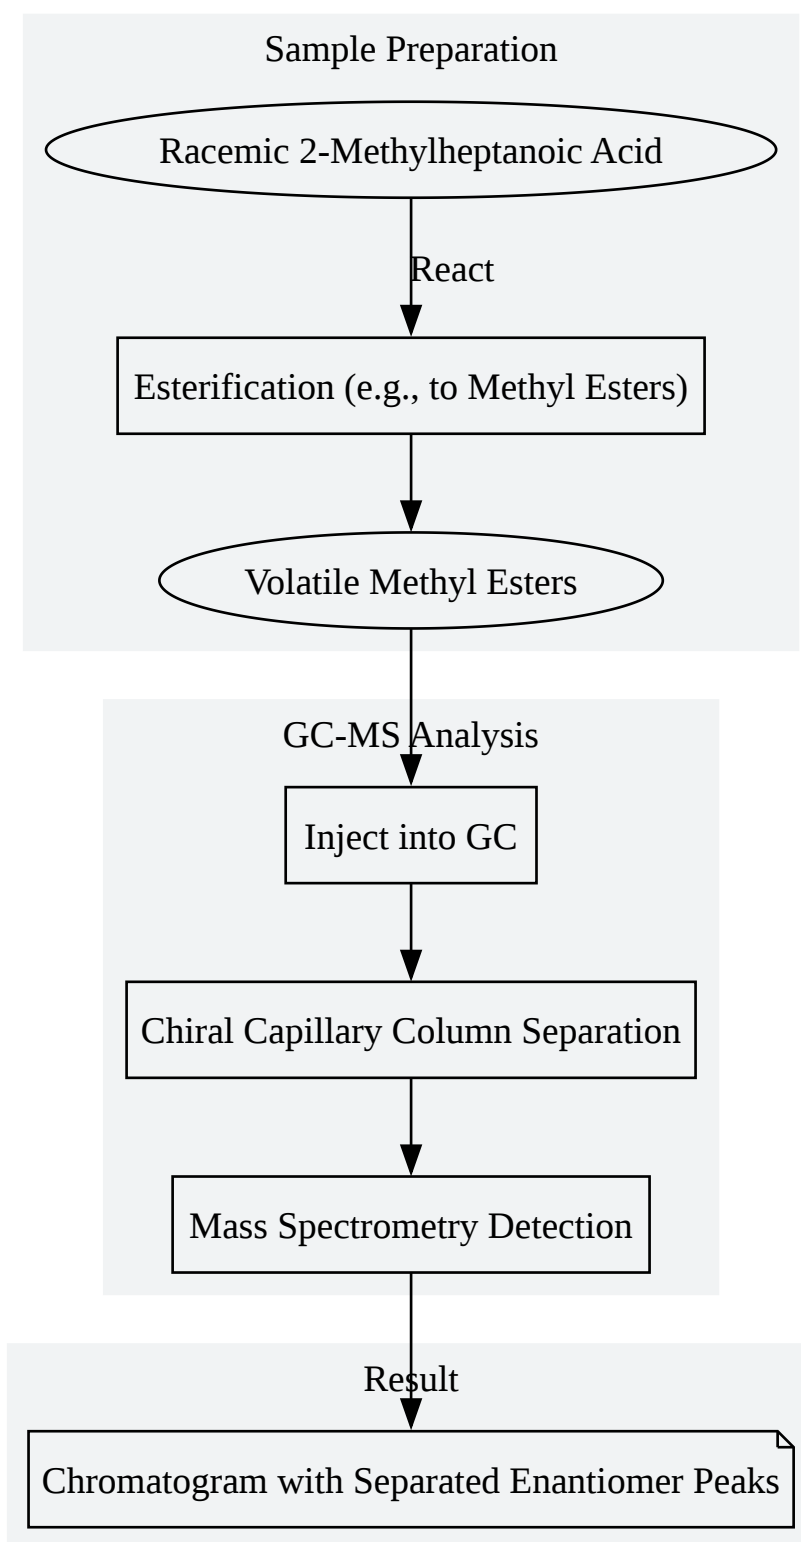 Sample Preparation
Racemic 2-Methylheptanoic Acid
React
Esterification (e.g., to Methyl Esters)
Volatile Methyl Esters
GC-MS Analysis
Inject into GC
Chiral Capillary Column Separation
Mass Spectrometry Detection
Result
Chromatogram with Separated Enantiomer Peaks